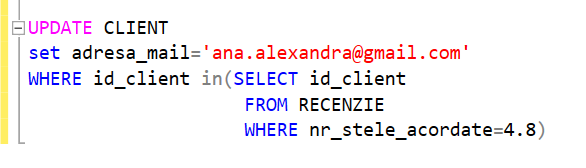 UPDATE CLIENT
set adresa_mail='ana.alexandra@gmail.com'
WHERE id_client in(SELECT id_client
FROM RECENZIE
WHERE nr_stele_acordate=4.8)